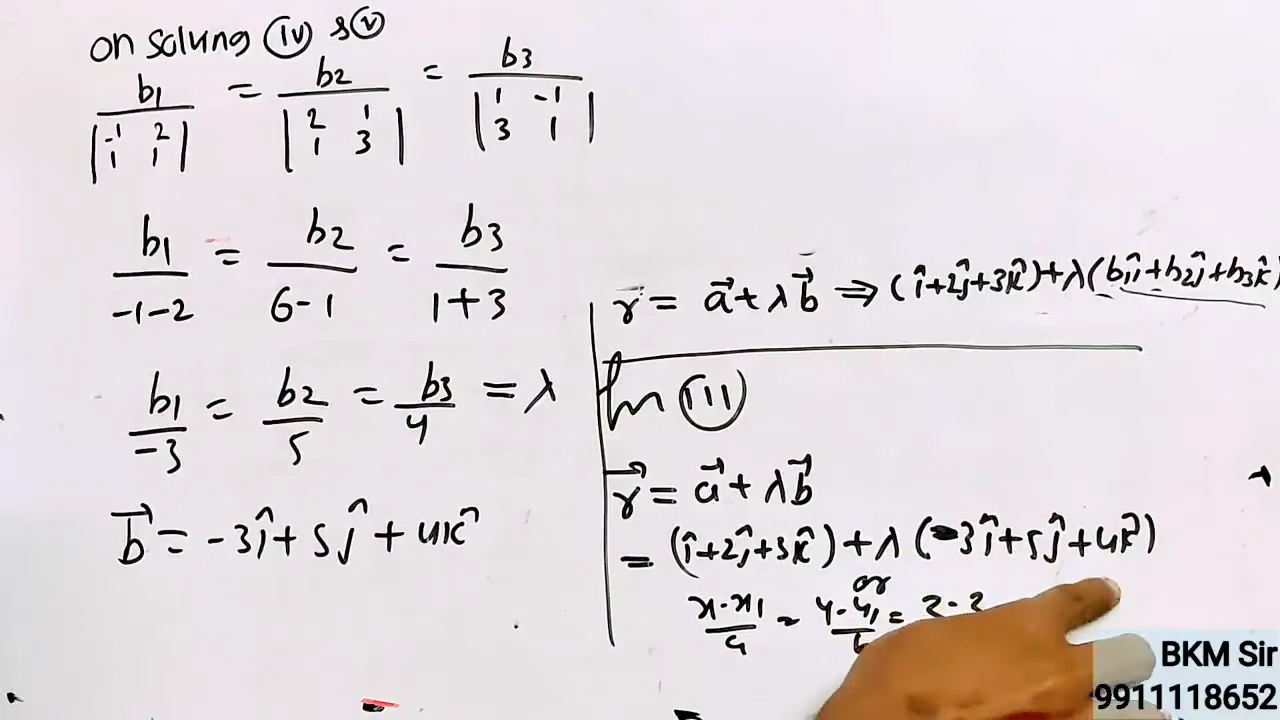 on solving (iv) & (v)
b1/|-1 2; 1 1| = b2/|2 1; 1 3| = b3/|1 -1; 3 1|
b1/-1-2 = b2/6-1 = b3/1+3
b1/-3 = b2/5 = b3/4 = λ
b⃗ = -3î + 5ĵ + 4k̂
r⃗ = a⃗ + λb⃗ ⇒ (î+2ĵ+3k̂)+λ(b1î+b2ĵ+b3k̂)
(III)
r⃗ = a⃗ + λb⃗
= (î+2ĵ+3k̂)+λ(-3î+5ĵ+4k̂)
or
x-x1/a = y-y1/b =
BKM Sir
9911118652